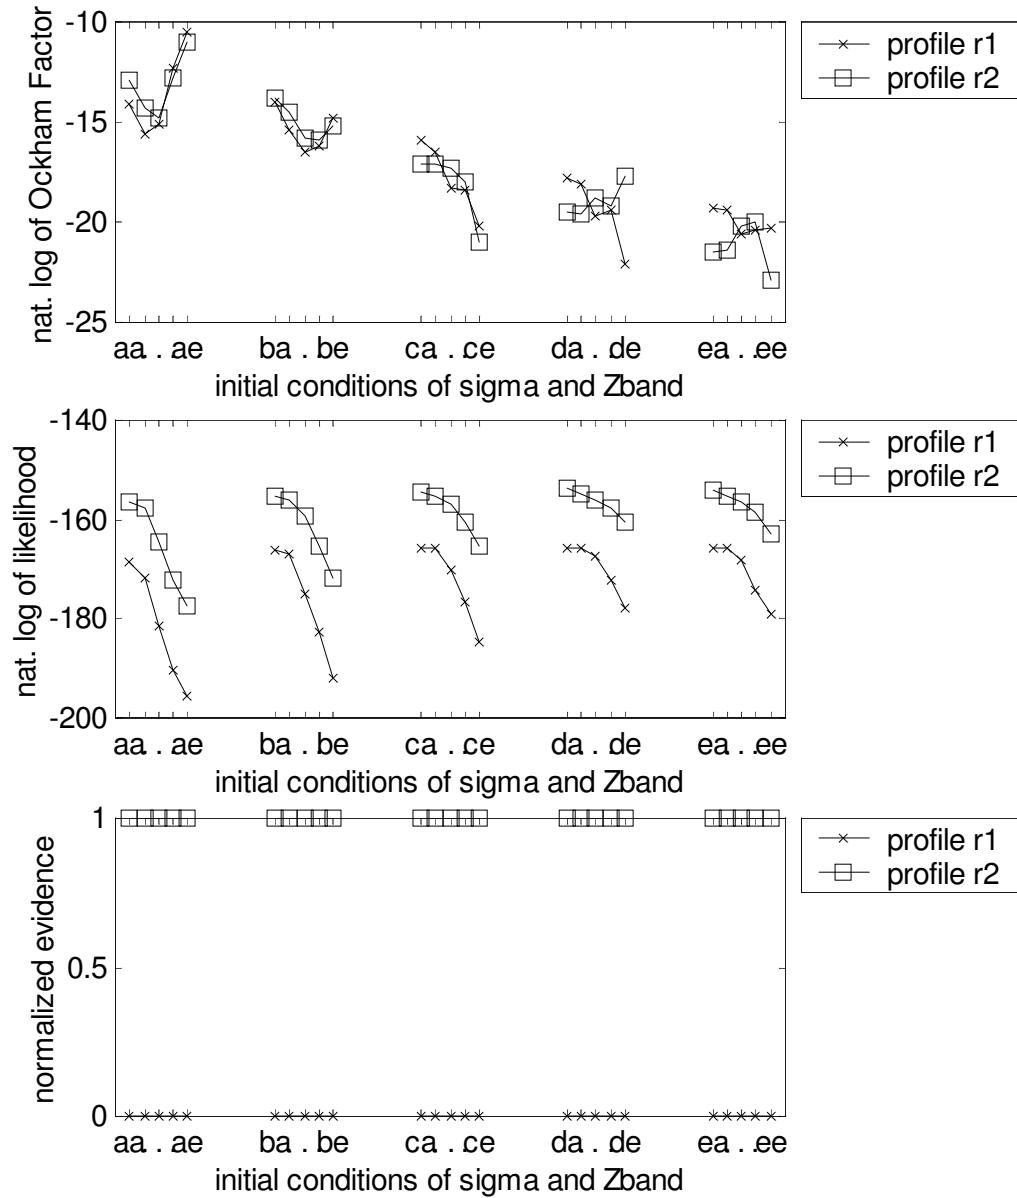 nat. log of Ockham Factor
-10
-15
-20
-25
aa. . .ae ba. . .be ca. . .ce da. . .de ea. . .ee
initial conditions of sigma and Zband
profile r1
profile r2
nat. log of likelihood
-140
-160
-180
-200
aa. . .ae ba. . .be ca. . .ce da. . .de ea. . .ee
initial conditions of sigma and Zband
profile r1
profile r2
normalized evidence
1
0.5
0
aa. . .ae ba. . .be ca. . .ce da. . .de ea. . .ee
initial conditions of sigma and Zband
profile r1
profile r2